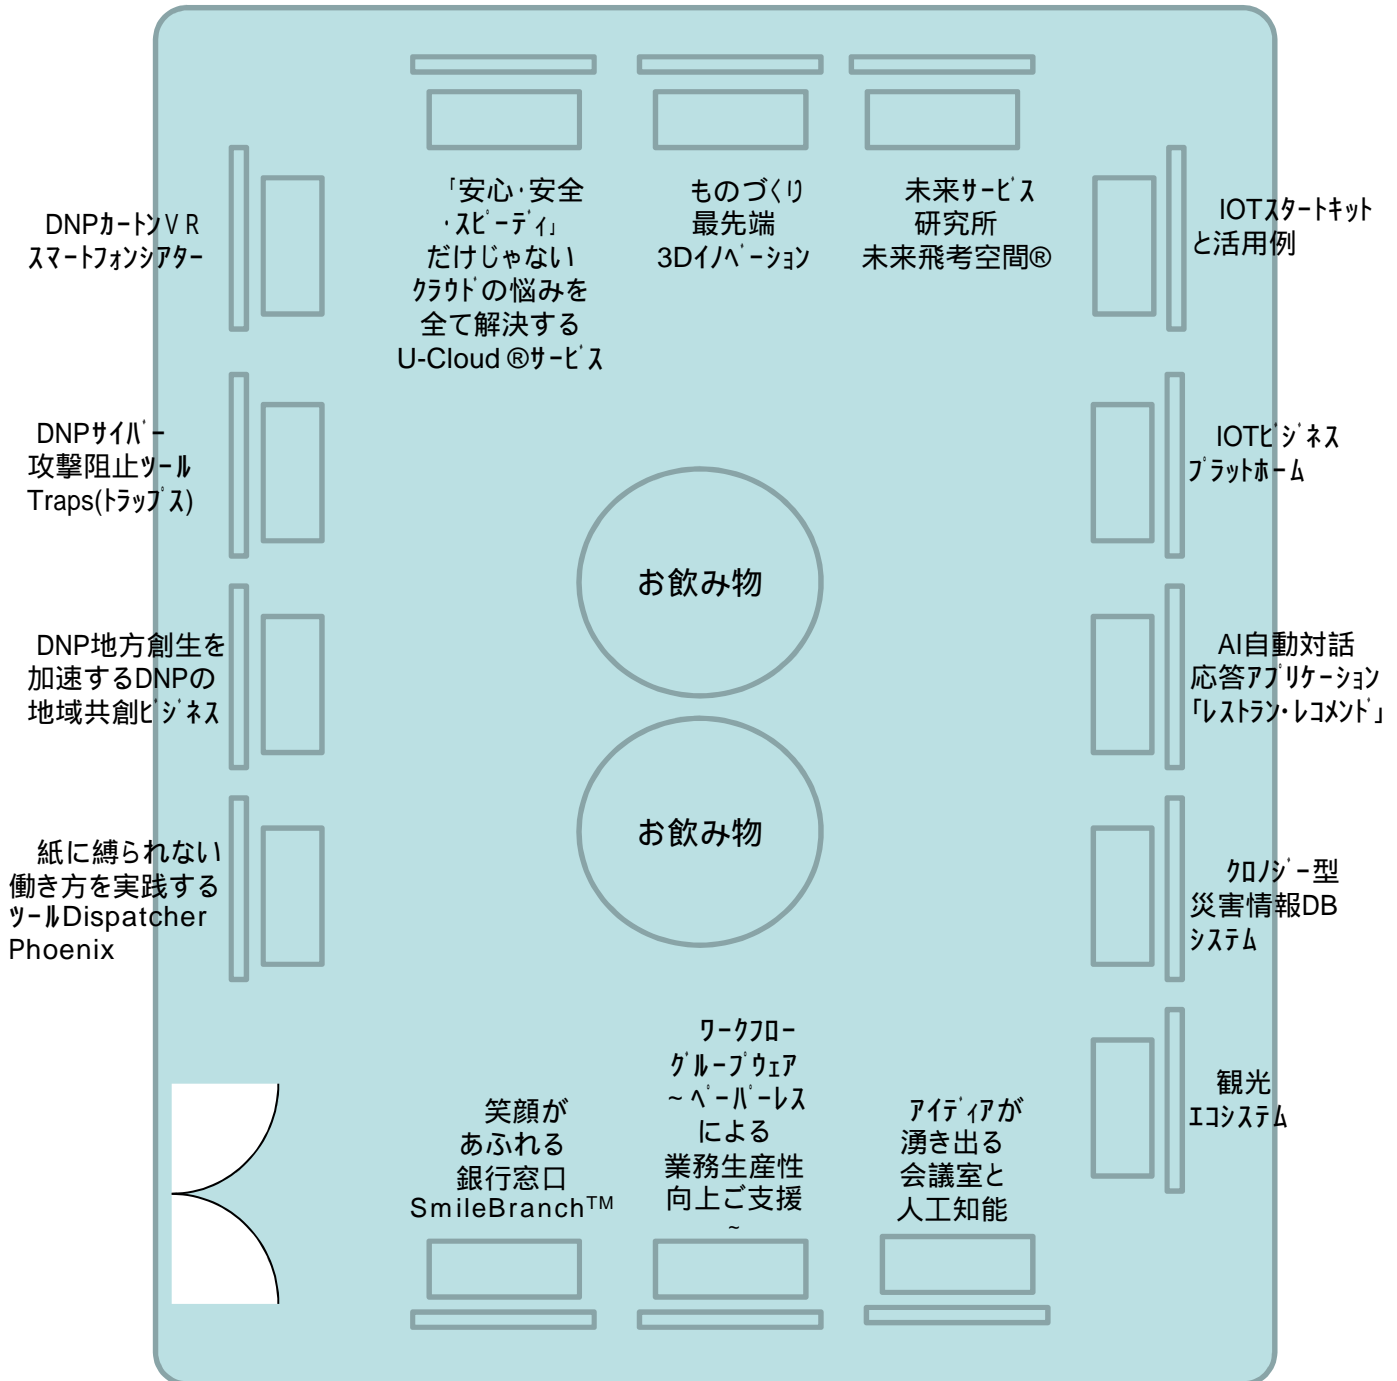 「安心・安全
・スピーディ」
だけじゃない
クラウドの悩みを
全て解決する
U-Cloud ®サービス
ものづくり
最先端
3Dイノベーション
未来サービス
研究所
未来飛考空間®
DNPカートンVR
スマートフォンシアター
IOTスタートキット
と活用例
DNPサイバー
攻撃阻止ツール
Traps(トラップス)
IOTビジネス
プラットホーム
お飲み物
DNP地方創生を
加速するDNPの
地域共創ビジネス
AI自動対話
応答アプリケーション
「レストラン・レコメンド」
お飲み物
紙に縛られない
働き方を実践する
ツールDispatcher
Phoenix
クロノジー型
災害情報DB
システム
観光
エコシステム
笑顔が
あふれる
銀行窓口
SmileBranch™
ワークフロー
グループウェア
~ペーパーレス
による
業務生産性
向上ご支援
~
アイディアが
湧き出る
会議室と
人工知能